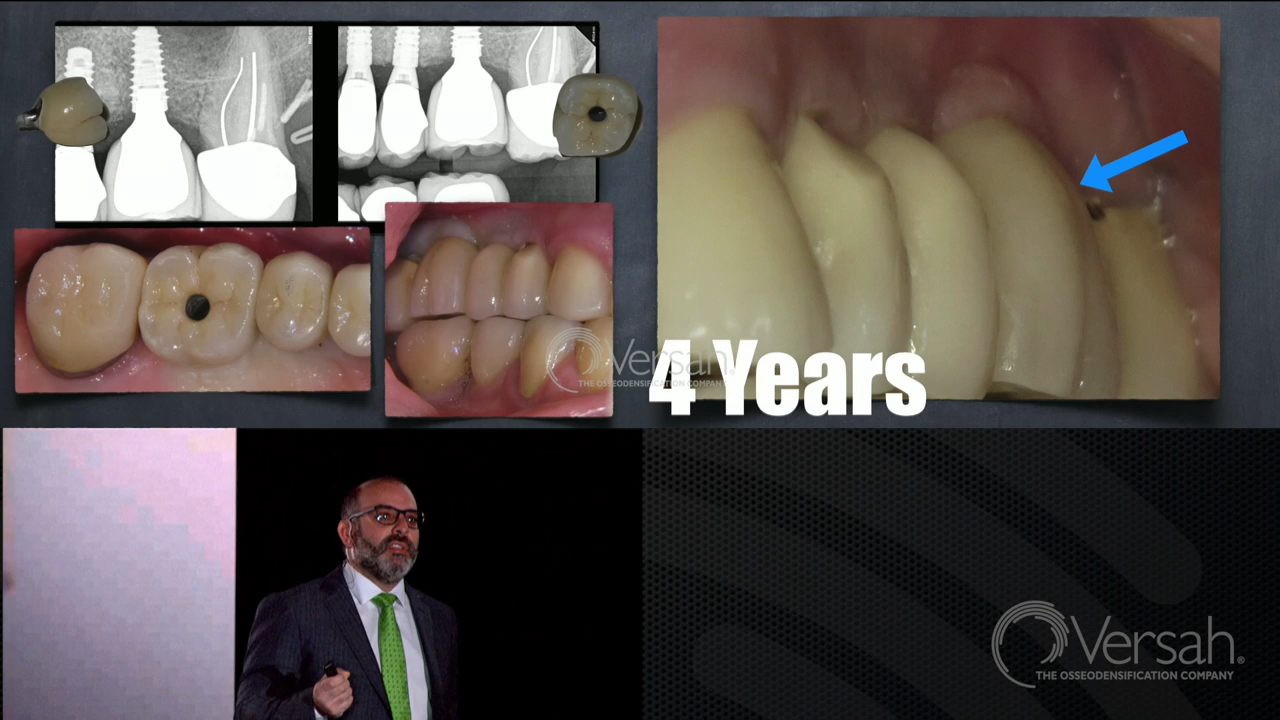 Versah
THE OSSEODENSIFICATION COMPANY
4 Years
Versah®
THE OSSEODENSIFICATION COMPANY